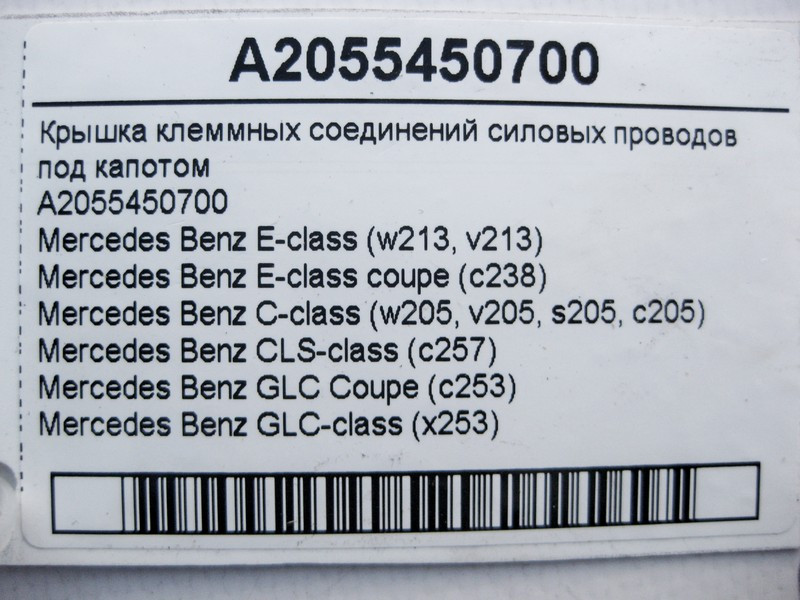 A2055450700
Крышка клеммных соединений силовых проводов
под капотом
A2055450700
Mercedes Benz E-class (w213, v213)
Mercedes Benz E-class coupe (c238)
Mercedes Benz C-class (w205, v205, s205, c205)
Mercedes Benz CLS-class (c257)
Mercedes Benz GLC Coupe (c253)
Mercedes Benz GLC-class (x253)